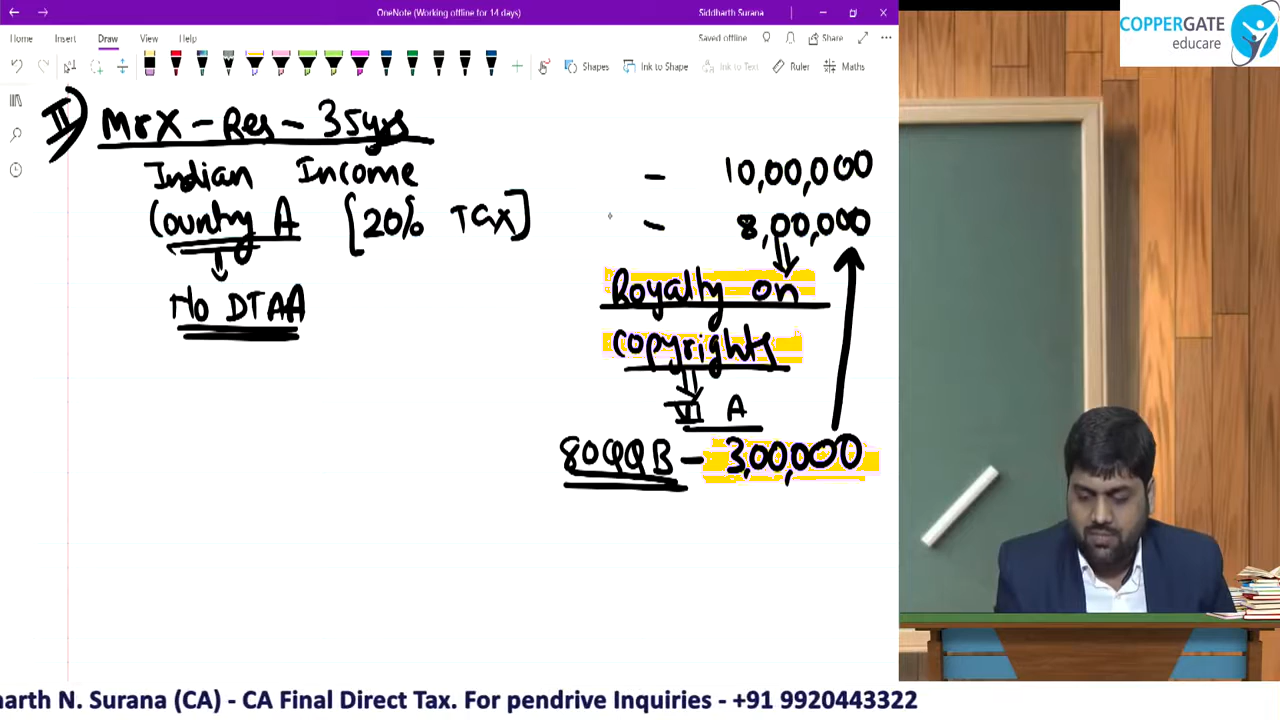 OneNote (Working offline for 14 days)
Siddharth Surana
COPPERGATE
educare
Home Insert Draw View Help
Saved offline Share
Shapes Ink to Shape Ink to Text Ruler Maths
II) Mr X - Res - 35yrs
Indian Income - 10,00,000
Country A [20% Tax] - 8,00,000
No DTAA
Royalty on
Copyrights
VI A
80QQB - 3,00,000
harth N. Surana (CA) - CA Final Direct Tax. For pendrive Inquiries - +91 9920443322